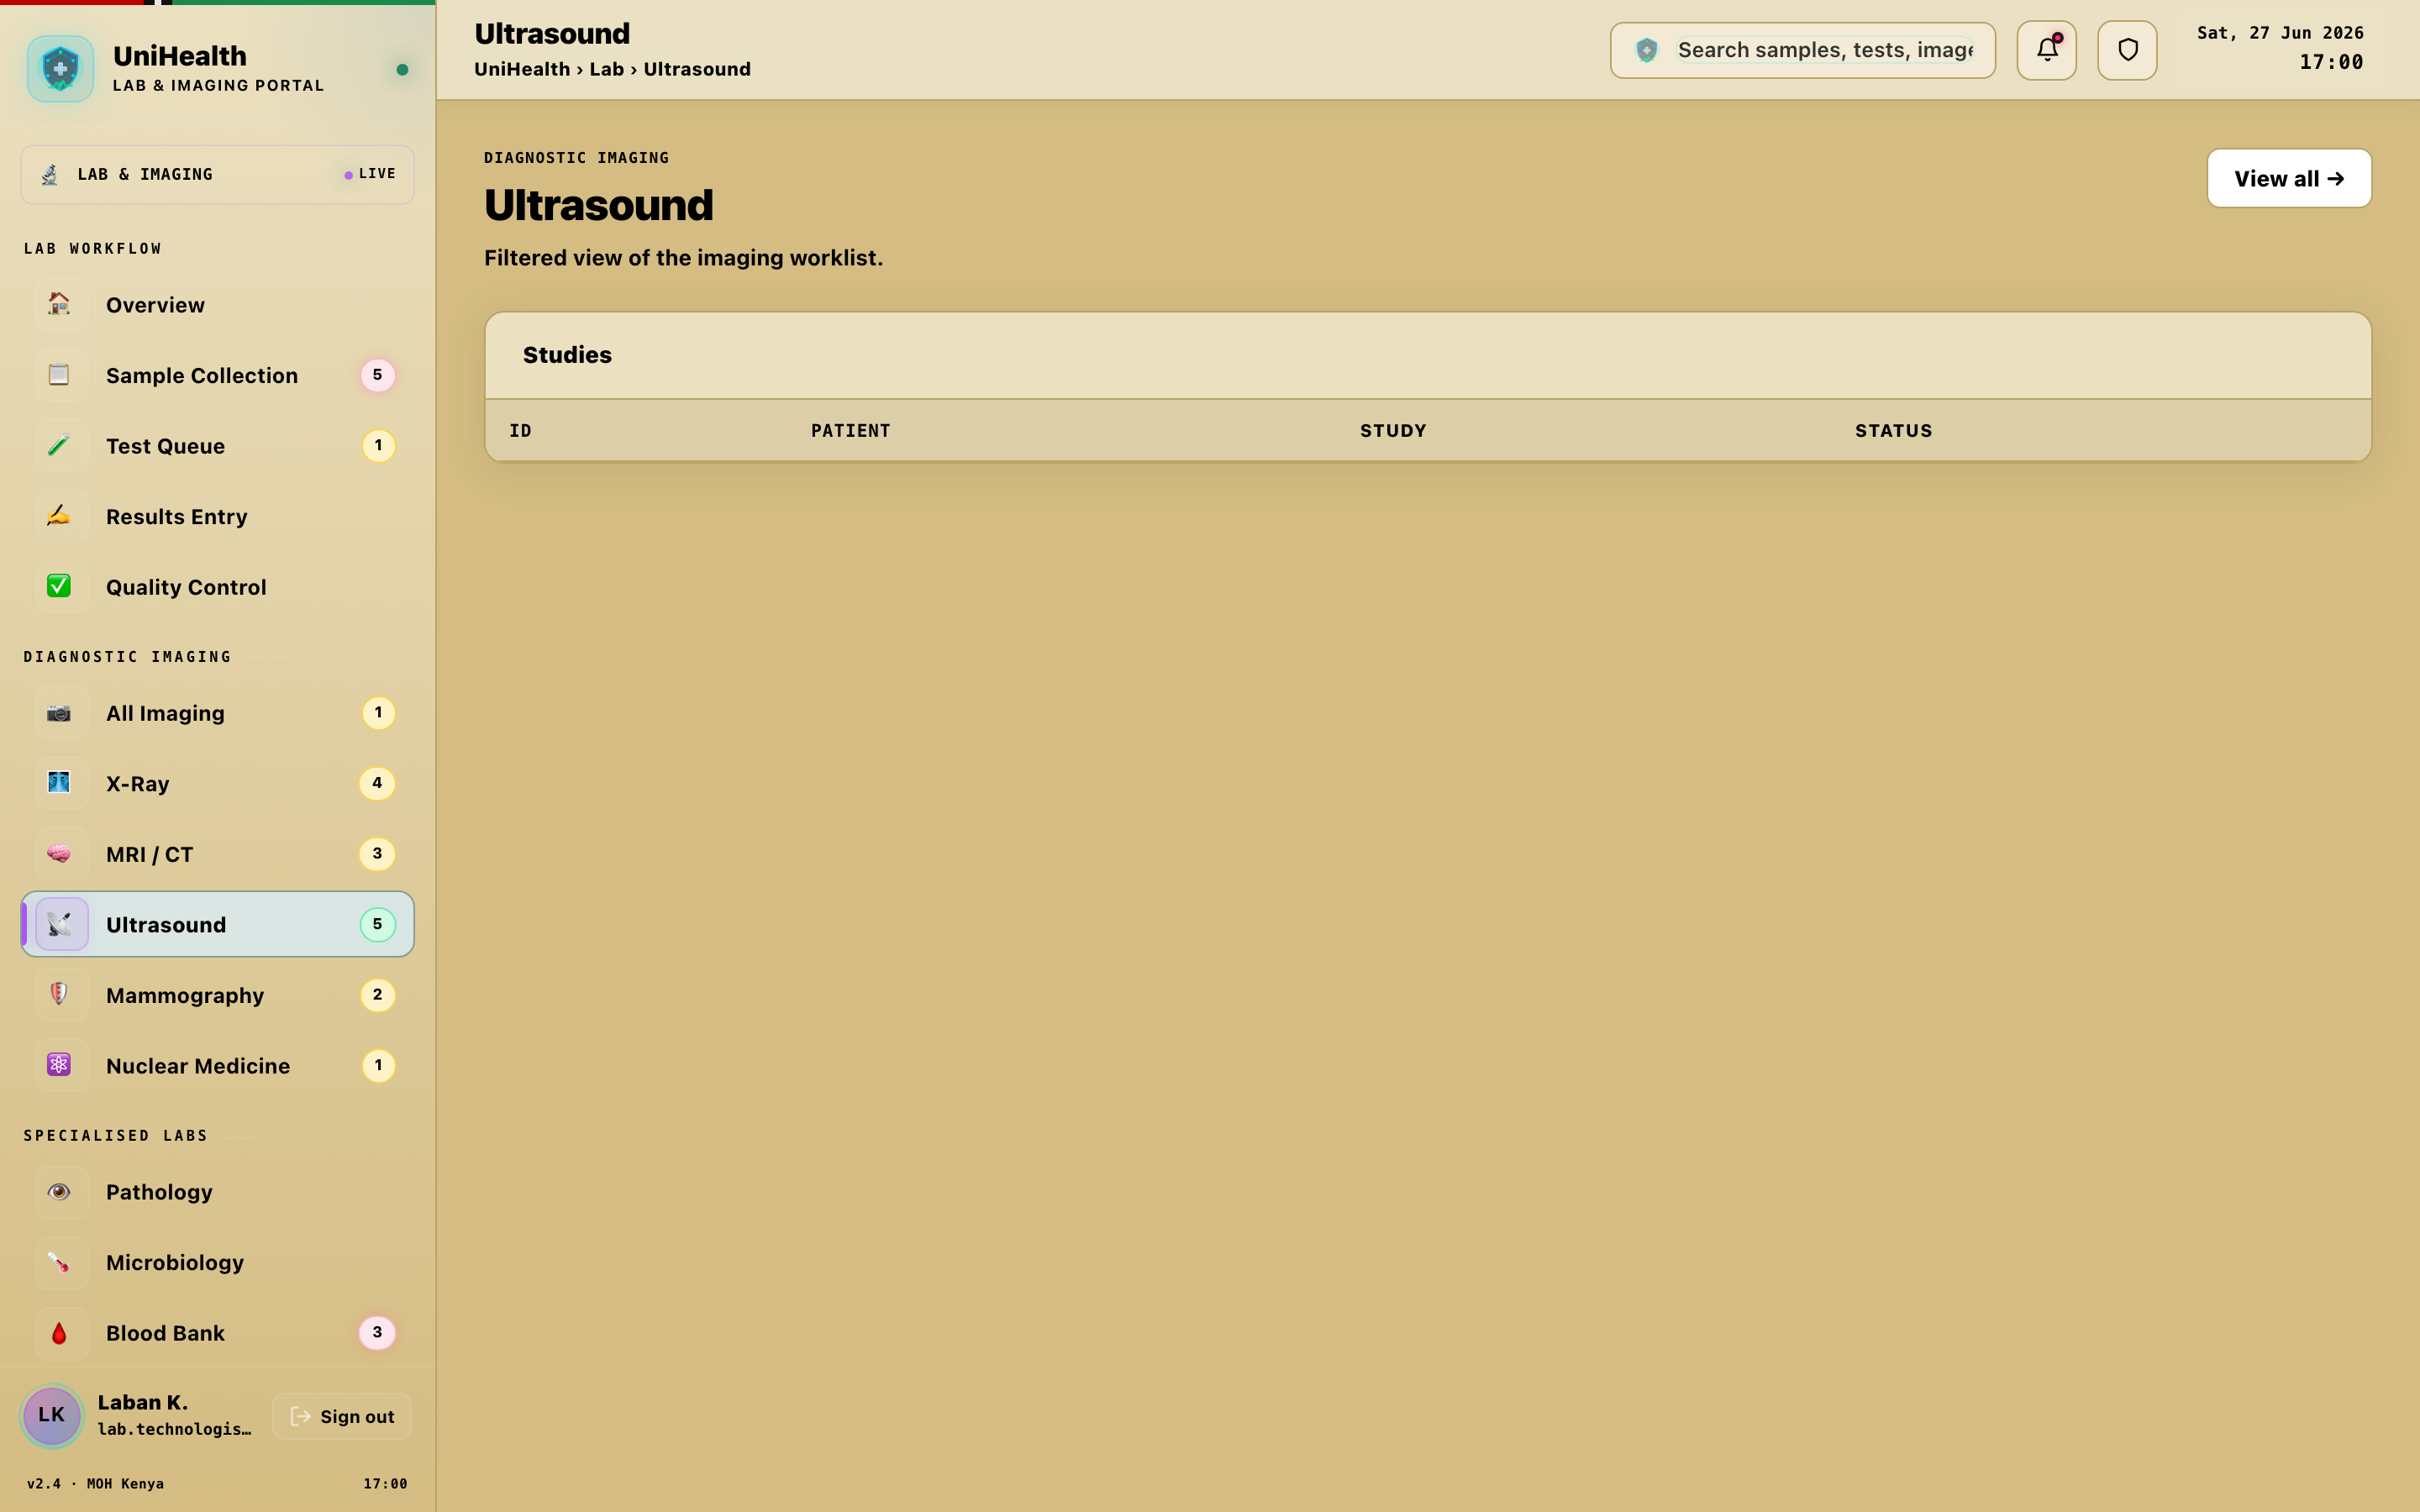 UniHealth
LAB & IMAGING PORTAL
LAB & IMAGING
LIVE
LAB WORKFLOW
Overview
Sample Collection
5
Test Queue
1
Results Entry
Quality Control
DIAGNOSTIC IMAGING
All Imaging
1
X-Ray
4
MRI / CT
3
Ultrasound
5
Mammography
2
Nuclear Medicine
1
SPECIALISED LABS
Pathology
Microbiology
Blood Bank
3
LK
Laban K.
lab.technologis…
Sign out
v2.4 · MOH Kenya
17:00
Ultrasound
UniHealth › Lab › Ultrasound
Search samples, tests, image
Sat, 27 Jun 2026
17:00
DIAGNOSTIC IMAGING
Ultrasound
Filtered view of the imaging worklist.
View all →
Studies
ID PATIENT STUDY STATUS